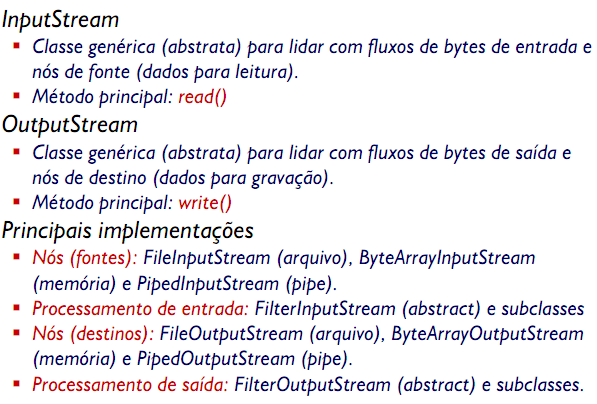 InputStream
▪ Classe genérica (abstrata) para lidar com fluxos de bytes de entrada e
nós de fonte (dados para leitura).
▪ Método principal: read()
OutputStream
▪ Classe genérica (abstrata) para lidar com fluxos de bytes de saída e
nós de destino (dados para gravação).
▪ Método principal: write()
Principais implementações
▪ Nós (fontes): FileInputStream (arquivo), ByteArrayInputStream
(memória) e PipedInputStream (pipe).
▪ Processamento de entrada: FilterInputStream (abstract) e subclasses
▪ Nós (destinos): FileOutputStream (arquivo), ByteArrayOutputStream
(memória) e PipedOutputStream (pipe).
▪ Processamento de saída: FilterOutputStream (abstract) e subclasses.